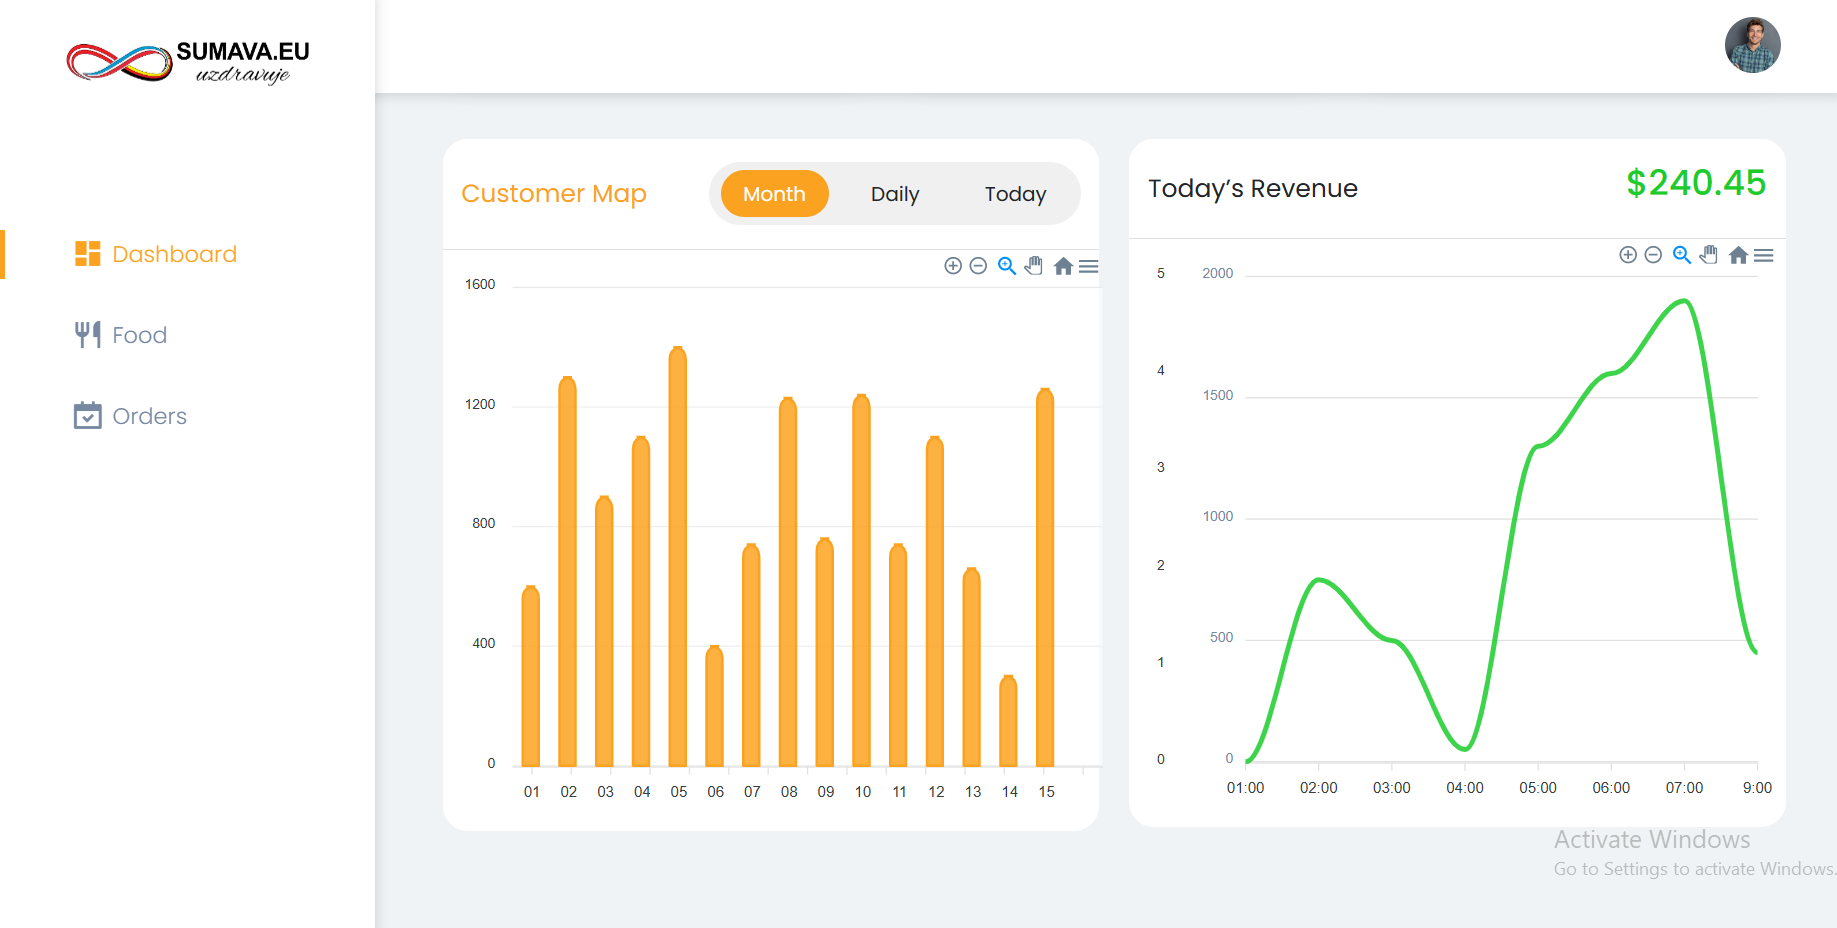 SUMAVA.EU
uzdravuje
Dashboard
Food
Orders
Customer Map
Month
Daily
Today
1600
1200
800
400
0
01 02 03 04 05 06 07 08 09 10 11 12 13 14 15
Today’s Revenue
$240.45
5
4
3
2
1
0
2000
1500
1000
500
0
01:00 02:00 03:00 04:00 05:00 06:00 07:00 9:00
Activate Windows
Go to Settings to activate Windows.